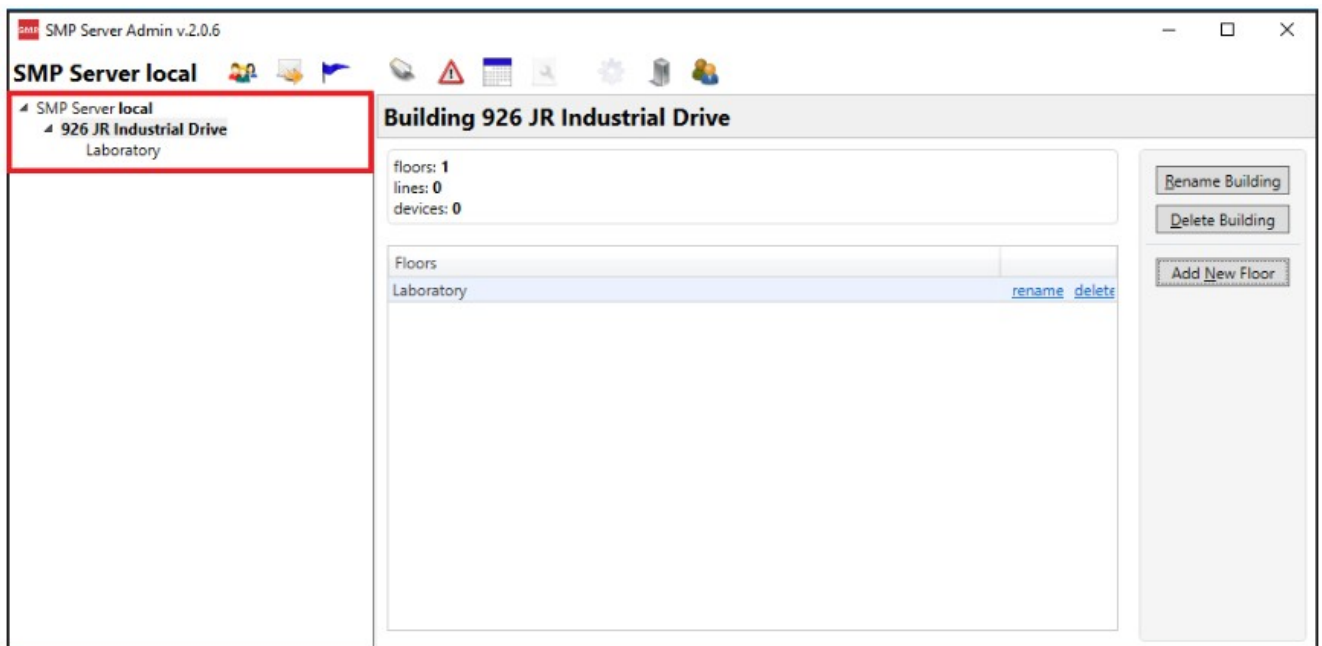 SMP SMP Server Admin v.2.0.6
SMP Server local
SMP Server local
926 JR Industrial Drive
Laboratory
Building 926 JR Industrial Drive
floors: 1
lines: 0
devices: 0
Floors
Laboratory rename delete
Rename Building
Delete Building
Add New Floor